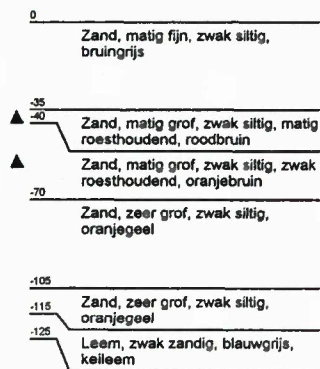 0
Zand, matig fijn, zwak siltig,
bruingrijs
-35
-40
Zand, matig grof, zwak siltig, matig
roesthoudend, roodbruin
Zand, matig grof, zwak siltig, zwak
roesthoudend, oranjebruin
-70
Zand, zeer grof, zwak siltig,
oranjegeel
-105
Zand, zeer grof, zwak siltig,
oranjegeel
-115
-125
Leem, zwak zandig, blauwgrijs,
keileem